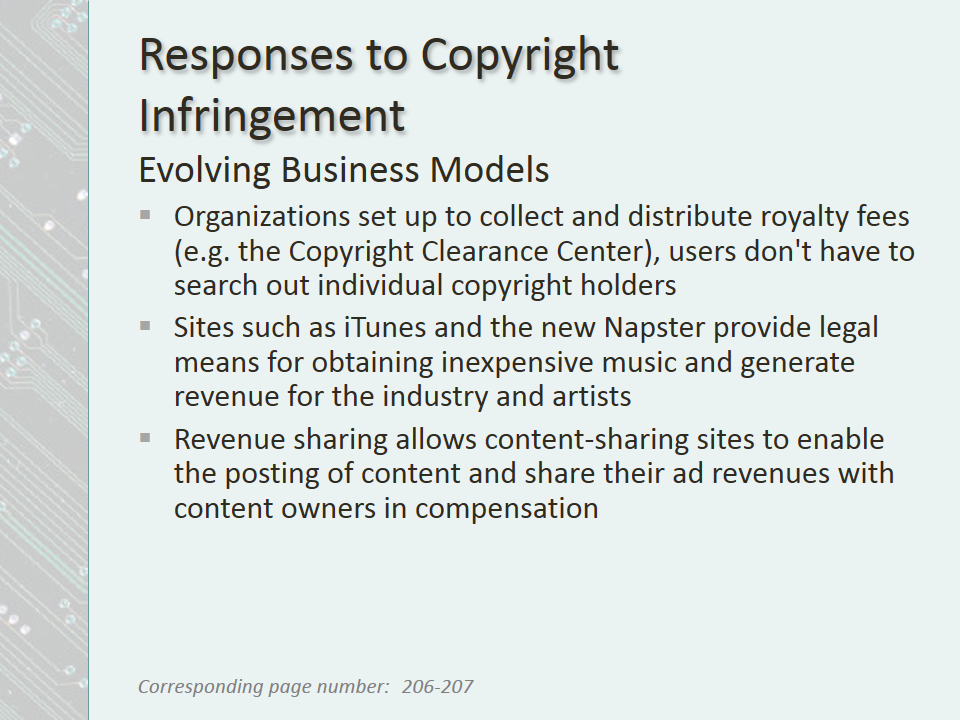 Responses to Copyright
Infringement
Evolving Business Models
▪ Organizations set up to collect and distribute royalty fees
(e.g. the Copyright Clearance Center), users don't have to
search out individual copyright holders
▪ Sites such as iTunes and the new Napster provide legal
means for obtaining inexpensive music and generate
revenue for the industry and artists
▪ Revenue sharing allows content-sharing sites to enable
the posting of content and share their ad revenues with
content owners in compensation
Corresponding page number: 206-207